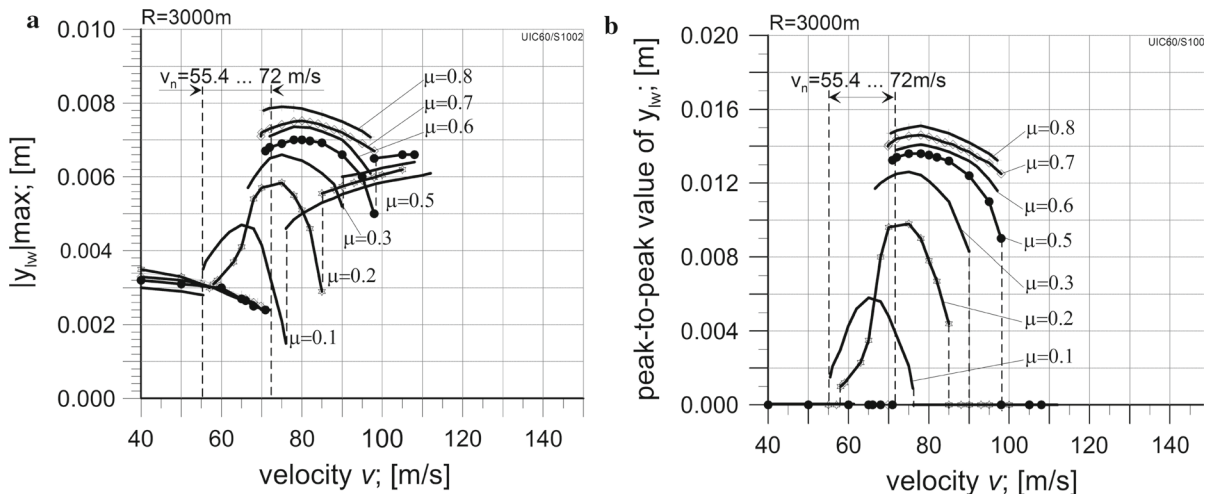 a
R=3000m
UIC60/S1002
vn=55.4 ... 72 m/s
|ylw|max; [m]
0.010
0.008
0.006
0.004
0.002
0.000
μ=0.8
μ=0.7
μ=0.6
μ=0.5
μ=0.3
μ=0.2
μ=0.1
40 60 80 100 120 140
velocity v; [m/s]
b
R=3000m
UIC60/S100
vn=55.4 ... 72m/s
peak-to-peak value of ylw; [m]
0.020
0.016
0.012
0.008
0.004
0.000
μ=0.8
μ=0.7
μ=0.6
μ=0.5
μ=0.3
μ=0.2
μ=0.1
40 60 80 100 120 140
velocity v; [m/s]